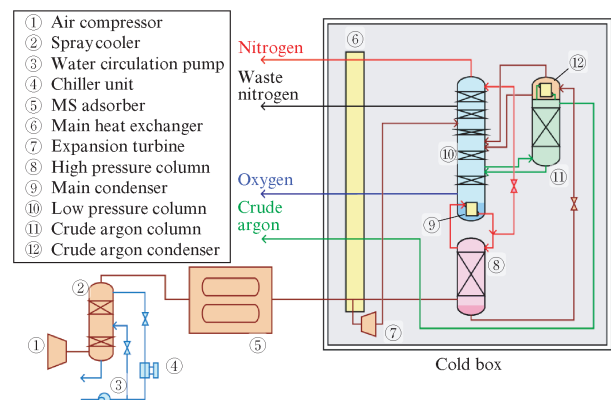 ① Air compressor
② Spray cooler
③ Water circulation pump
④ Chiller unit
⑤ MS adsorber
⑥ Main heat exchanger
⑦ Expansion turbine
⑧ High pressure column
⑨ Main condenser
⑩ Low pressure column
⑪ Crude argon column
⑫ Crude argon condenser
Nitrogen
Waste
nitrogen
Oxygen
Crude
argon
⑥
⑫
⑩
⑪
⑨
⑧
⑦
②
①
③
④
⑤
Cold box